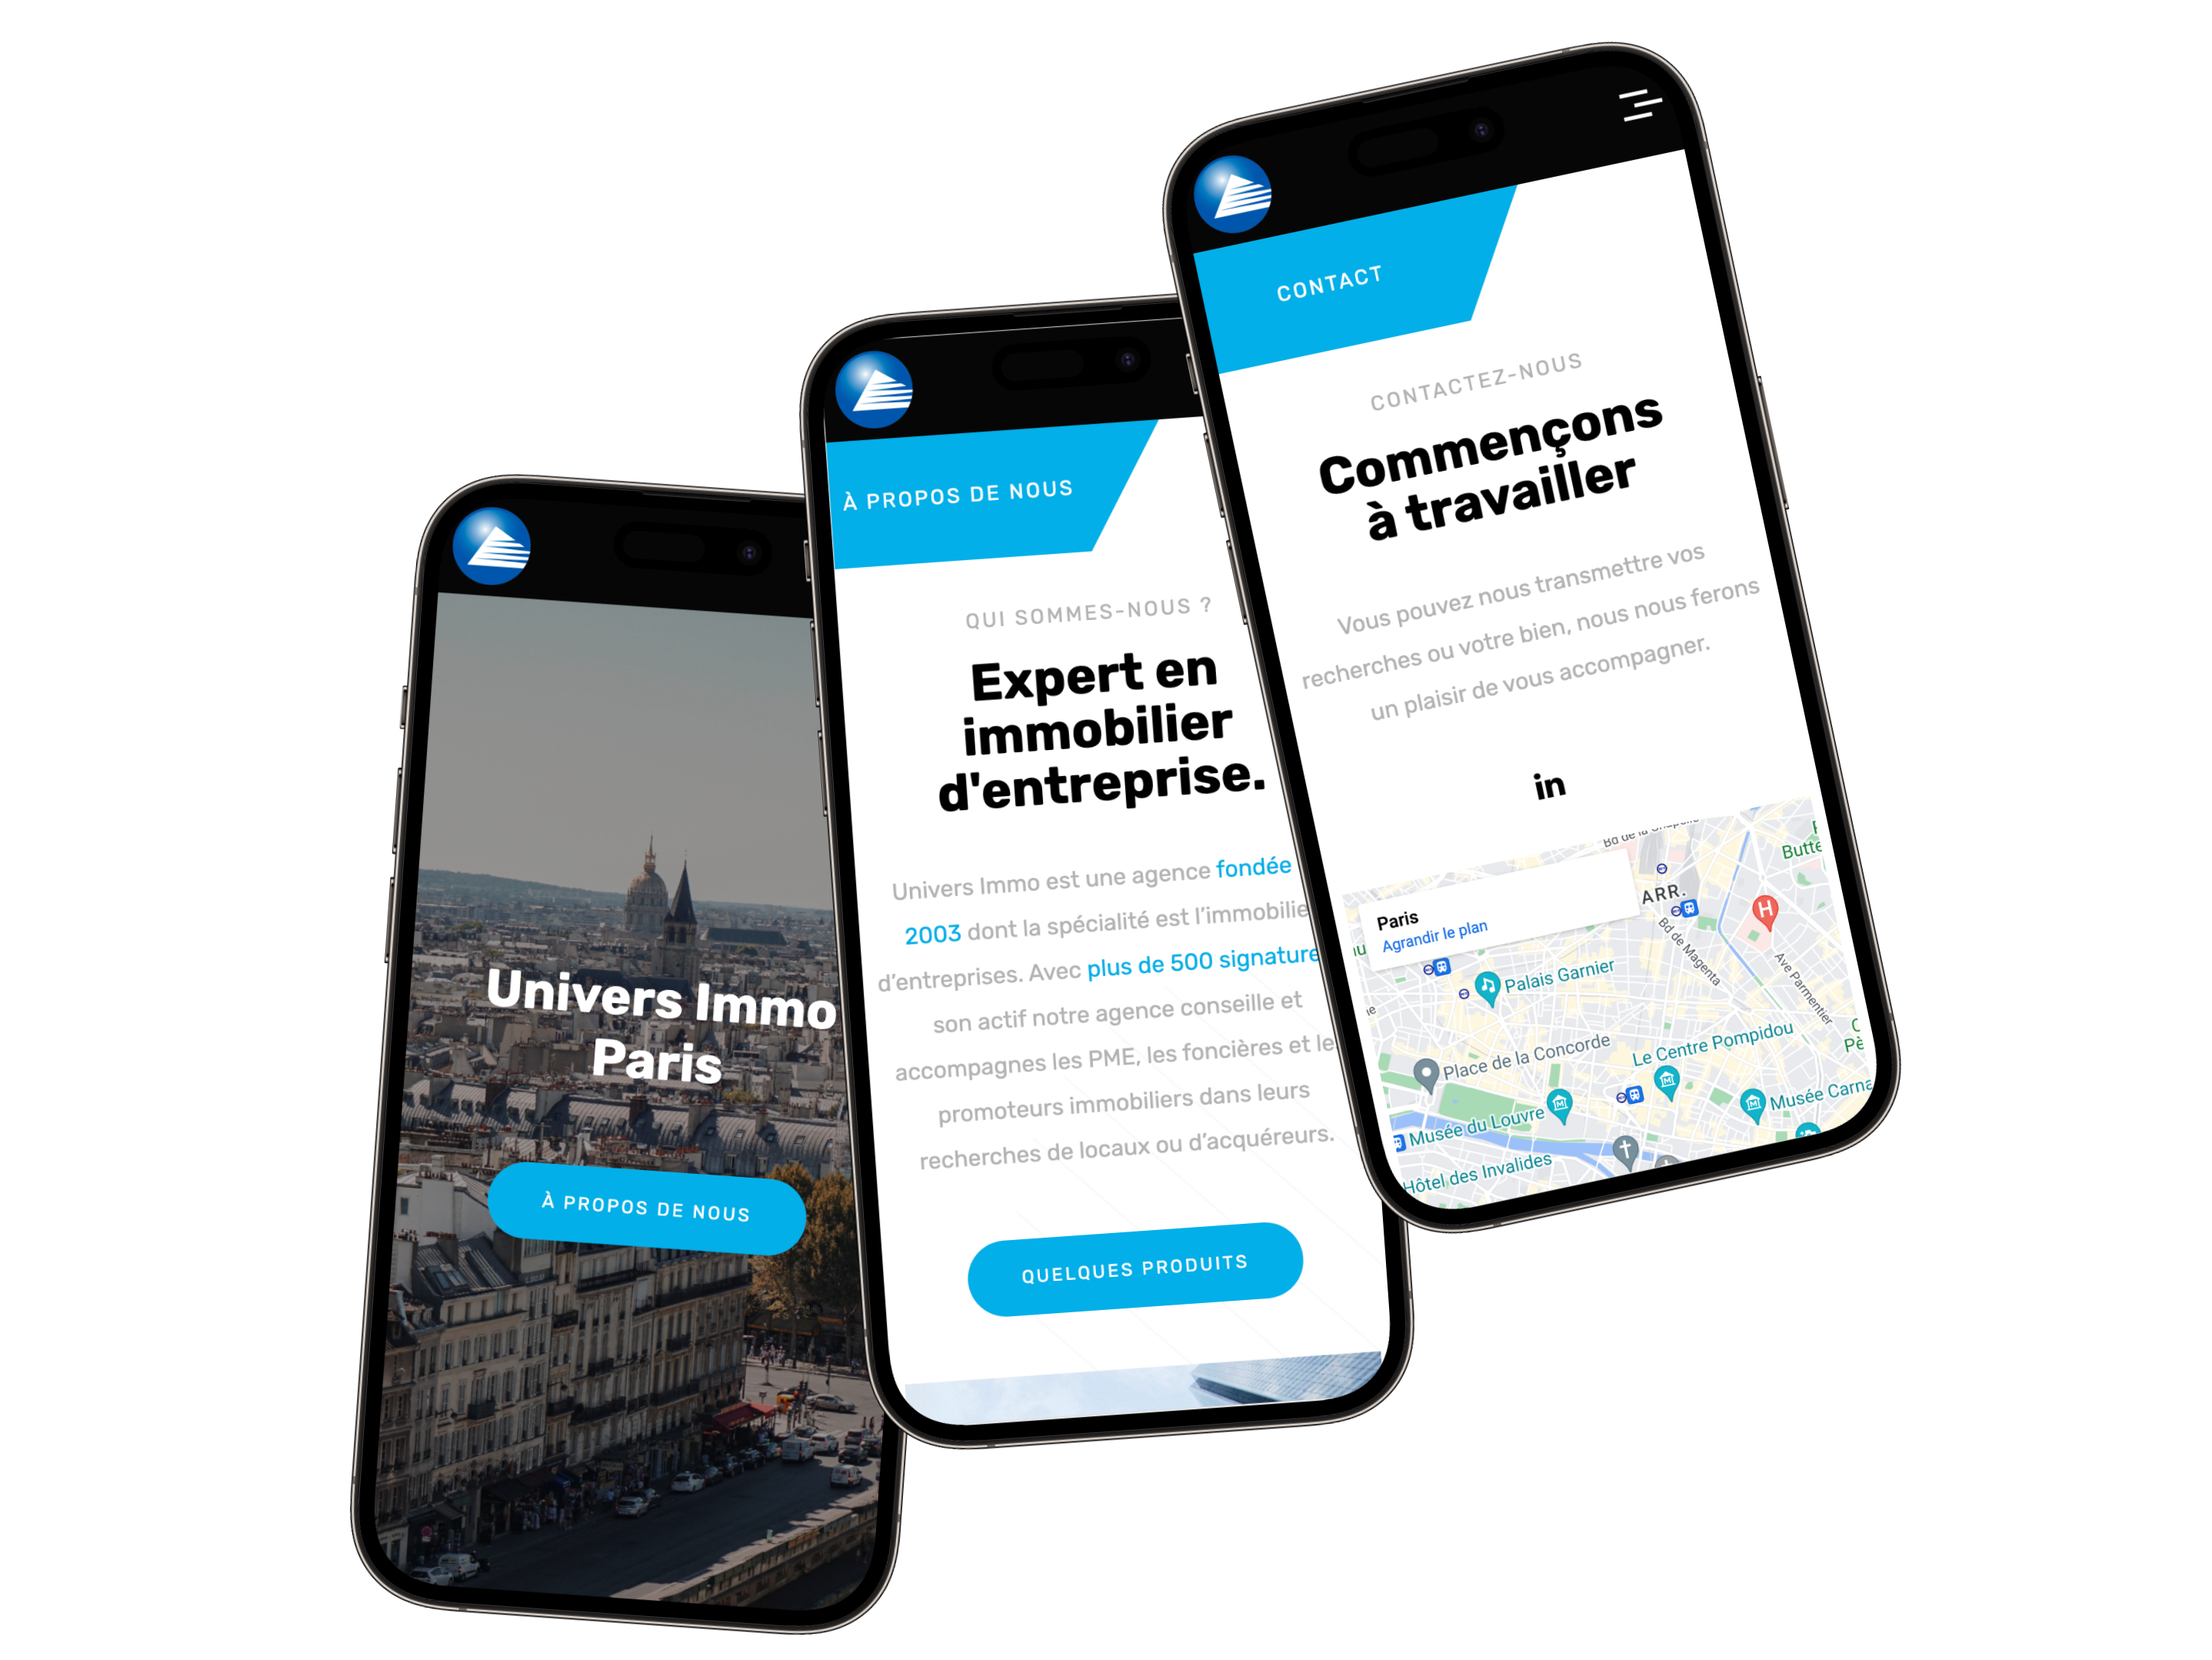 Univers Immo
Paris
À PROPOS DE NOUS
À PROPOS DE NOUS
QUI SOMMES-NOUS ?
Expert en
immobilier
d'entreprise.
Univers Immo est une agence fondée
2003 dont la spécialité est l’immobilie
d’entreprises. Avec plus de 500 signature
son actif notre agence conseille et
accompagnes les PME, les foncières et le
promoteurs immobiliers dans leurs
recherches de locaux ou d’acquéreurs.
QUELQUES PRODUITS
CONTACT
CONTACTEZ-NOUS
Commençons
à travailler
Vous pouvez nous transmettre vos
recherches ou votre bien, nous nous ferons
un plaisir de vous accompagner.
in
Bd de la
Butte
ARR.
Paris
Agrandir le plan
H
Bd de Magenta
Palais Garnier
Ave Parmentier
Place de la Concorde
Le Centre Pompidou
Pè
Musée du Louvre
Musée Carna
Hôtel des Invalides